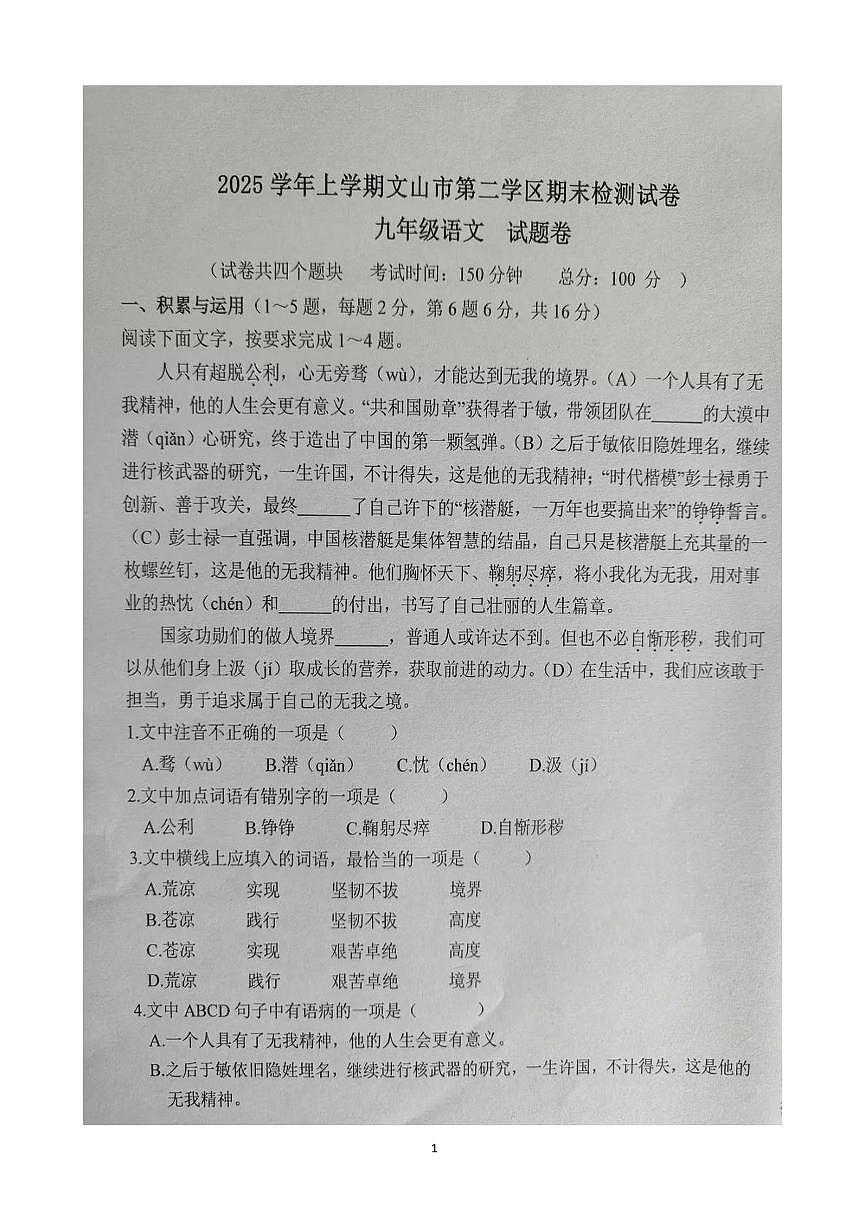 2025 学年上学期文山市第二学区期末检测试卷
九年级语文 试题卷
（试卷共四个题块 考试时间：150 分钟 总分：100 分 ）
一、积累与运用（1～5 题，每题 2 分，第 6 题 6 分，共 16 分）
阅读下面文字，按要求完成 1～4 题。
人只有超脱公利，心无旁骛（wù），才能达到无我的境界。（A）一个人具有了无
我精神，他的人生会更有意义。“共和国勋章”获得者于敏，带领团队在______的大漠中
潜（qiǎn）心研究，终于造出了中国的第一颗氢弹。（B）之后于敏依旧隐姓埋名，继续
进行核武器的研究，一生许国，不计得失，这是他的无我精神；“时代楷模”彭士禄勇于
创新、善于攻关，最终______了自己许下的“核潜艇，一万年也要搞出来”的铮铮誓言。
（C）彭士禄一直强调，中国核潜艇是集体智慧的结晶，自己只是核潜艇上充其量的一
枚螺丝钉，这是他的无我精神。他们胸怀天下、鞠躬尽瘁，将小我化为无我，用对事
业的热忱（chén）和______的付出，书写了自己壮丽的人生篇章。
国家功勋们的做人境界______，普通人或许达不到。但也不必自惭形秽，我们可
以从他们身上汲（jí）取成长的营养，获取前进的动力。（D）在生活中，我们应该敢于
担当，勇于追求属于自己的无我之境。
1.文中注音不正确的一项是（ ）
A.骛（wù） B.潜（qiǎn） C.忱（chén） D.汲（jí）
2.文中加点词语有错别字的一项是（ ）
A.公利 B.铮铮 C.鞠躬尽瘁 D.自惭形秽
3.文中横线上应填入的词语，最恰当的一项是（ ）
A.荒凉 实现 坚韧不拔 境界
B.苍凉 践行 坚韧不拔 高度
C.苍凉 实现 艰苦卓绝 高度
D.荒凉 践行 艰苦卓绝 境界
4.文中 ABCD 句子中有语病的一项是（ ）
A.一个人具有了无我精神，他的人生会更有意义。
B.之后于敏依旧隐姓埋名，继续进行核武器的研究，一生许国，不计得失，这是他的
无我精神。
1